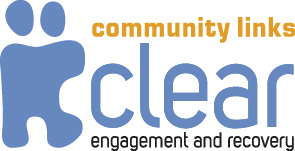 community links
clear
engagement and recovery